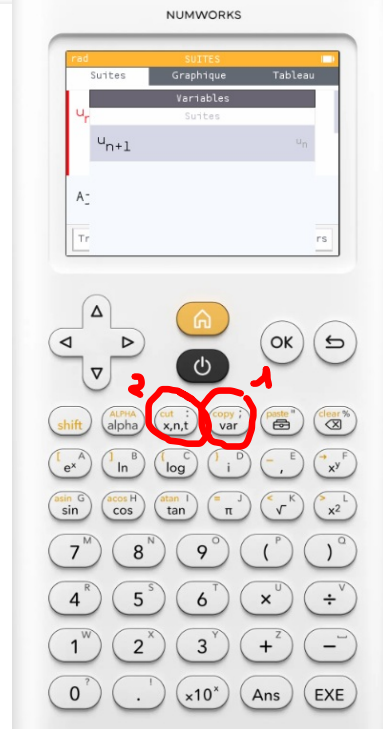 NUMWORKS
rad SUITES
Suites Graphique Tableau
Variables
Suites
un+1 un
Tr rs
2 1
OK
shift ALPHA alpha cut : x,n,t copy ; var paste " clear %
[ A eˣ ] B ln { C log } D i _ E , → F xʸ
asin G sin acos H cos atan I tan = J π < K √ > L x²
7 M 8 N 9 O ( P ) Q
4 R 5 S 6 T × U ÷ V
1 W 2 X 3 Y + Z −
0 ? . ! ×10ˣ Ans EXE